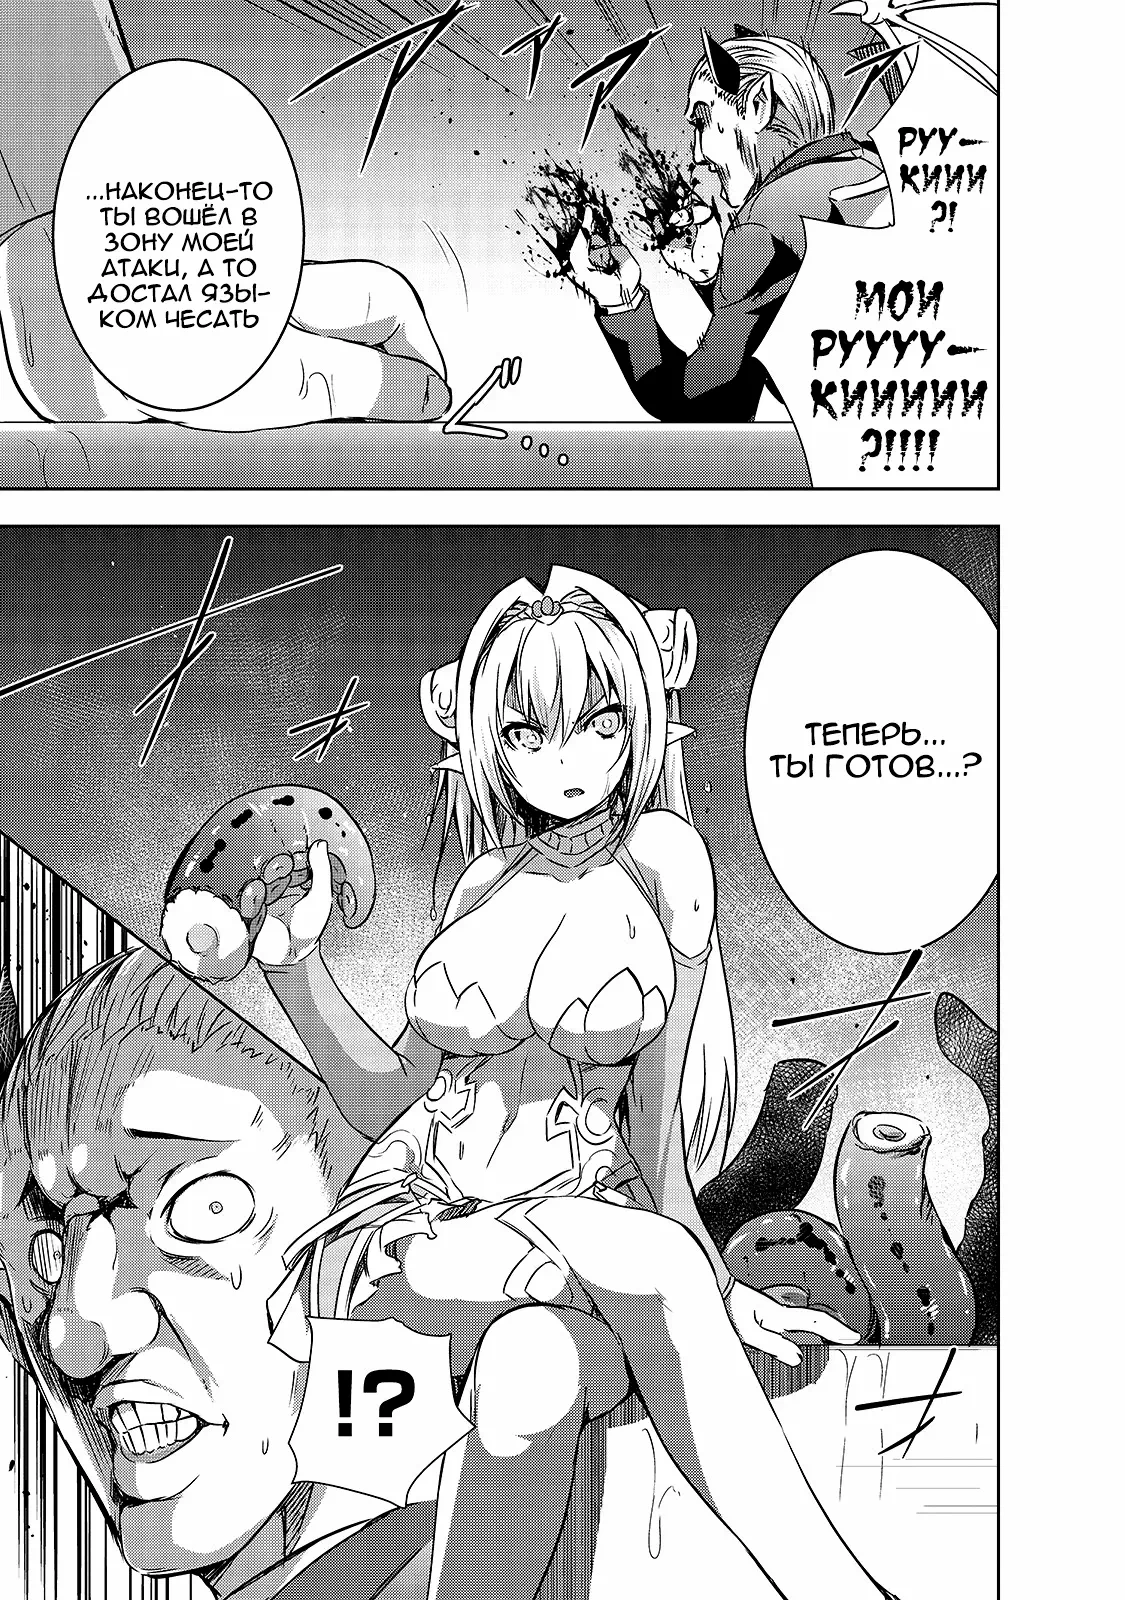 РУУ-
КИИИ
?!
МОИ
РУУУУ-
КИИИИИИ
?!!!!
...НАКОНЕЦ-ТО
ТЫ ВОШЁЛ В
ЗОНУ МОЕЙ
АТАКИ, А ТО
ДОСТАЛ ЯЗЫ-
КОМ ЧЕСАТЬ
ТЕПЕРЬ...
ТЫ ГОТОВ...?
!?